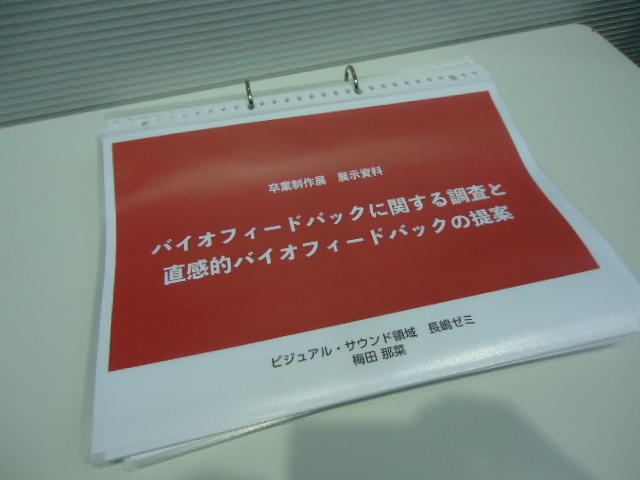 卒業制作展　展示資料
バイオフィードバックに関する調査と
直感的バイオフィードバックの提案
ビジュアル・サウンド領域　長嶋ゼミ
梅田 那菜